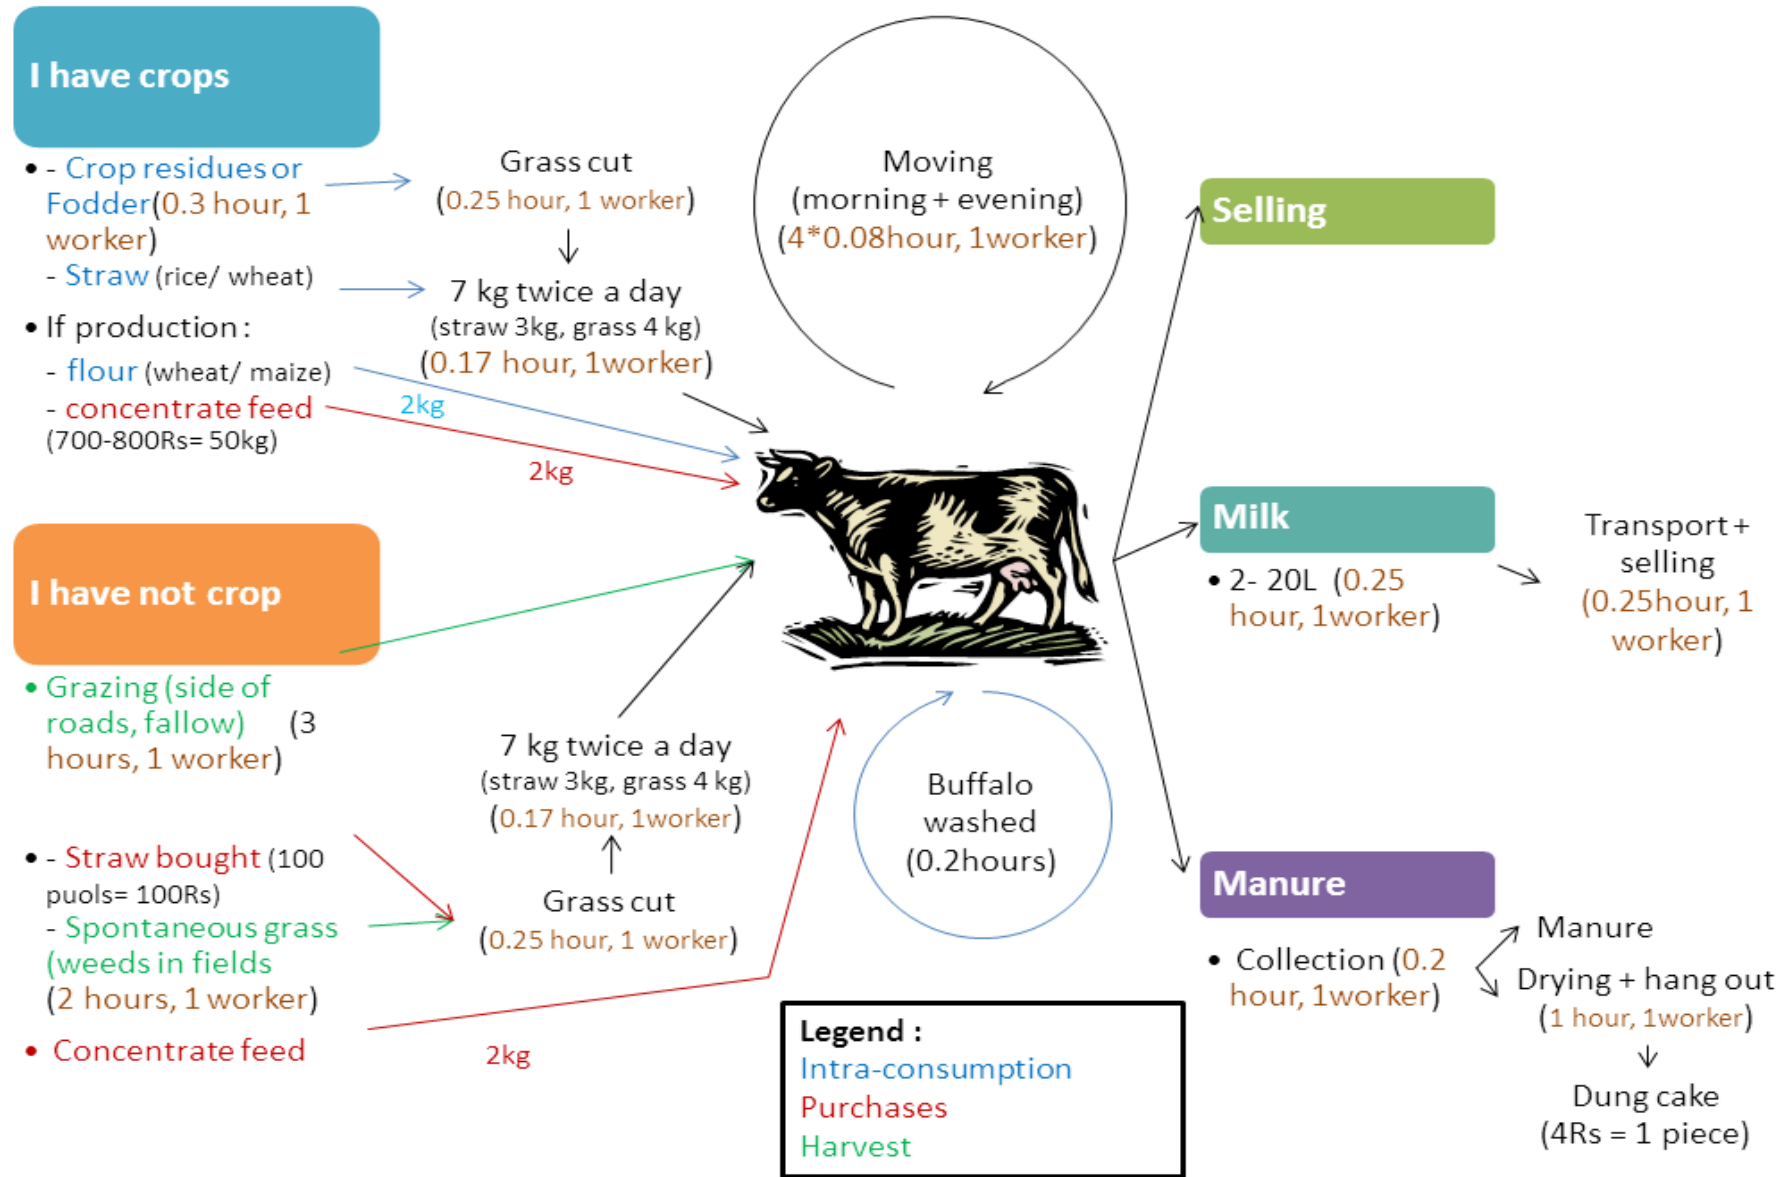 I have crops
• - Crop residues or
Fodder(0.3 hour, 1
worker)
- Straw (rice/ wheat)
• If production :
- flour (wheat/ maize)
- concentrate feed
(700-800Rs= 50kg)
Grass cut
(0.25 hour, 1 worker)
7 kg twice a day
(straw 3kg, grass 4 kg)
(0.17 hour, 1worker)
2kg
2kg
Moving
(morning + evening)
(4*0.08hour, 1worker)
I have not crop
• Grazing (side of
roads, fallow) (3
hours, 1 worker)
• - Straw bought (100
puols= 100Rs)
- Spontaneous grass
(weeds in fields
(2 hours, 1 worker)
• Concentrate feed
7 kg twice a day
(straw 3kg, grass 4 kg)
(0.17 hour, 1worker)
Grass cut
(0.25 hour, 1 worker)
2kg
Buffalo
washed
(0.2hours)
Legend :
Intra-consumption
Purchases
Harvest
Selling
Milk
• 2- 20L (0.25
hour, 1worker)
Transport +
selling
(0.25hour, 1
worker)
Manure
• Collection (0.2
hour, 1worker)
Manure
Drying + hang out
(1 hour, 1worker)
Dung cake
(4Rs = 1 piece)